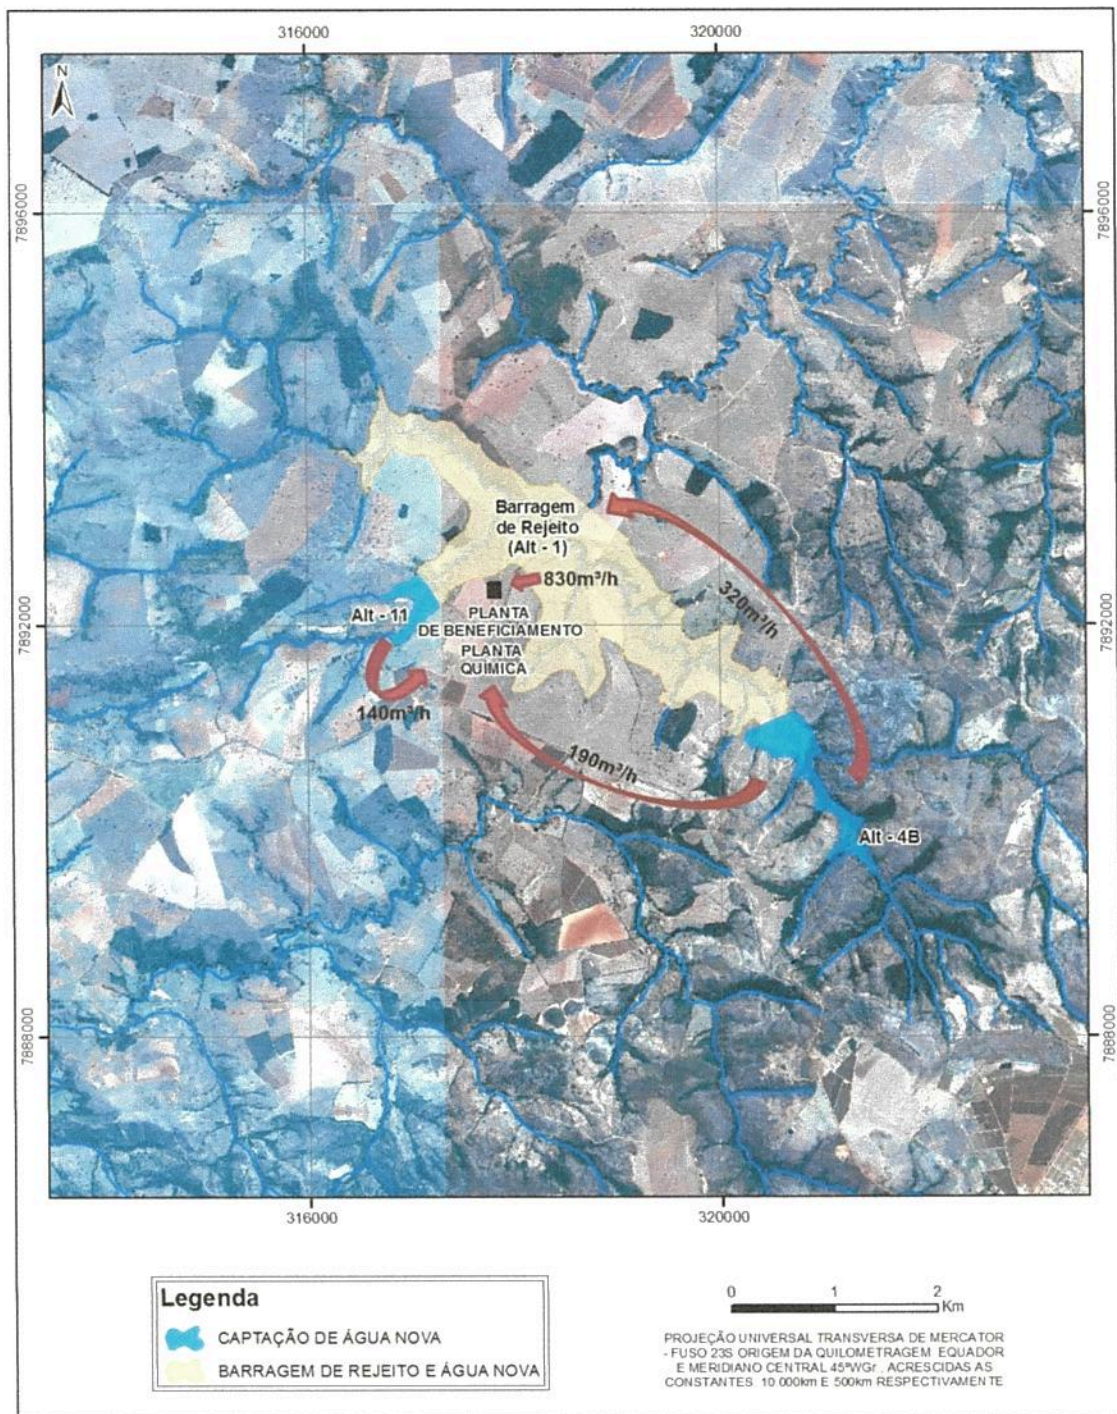 316000
320000
N
7896000
7896000
Barragem
de Rejeito
(Alt - 1)
830m³/h
320m³/h
Alt - 11
PLANTA
DE BENEFICIAMENTO
PLANTA
QUÍMICA
7892000
7892000
140m³/h
190m³/h
Alt - 4B
7888000
7888000
316000
320000
Legenda
CAPTAÇÃO DE ÁGUA NOVA
BARRAGEM DE REJEITO E ÁGUA NOVA
0 1 2
Km
PROJEÇÃO UNIVERSAL TRANSVERSA DE MERCATOR
- FUSO 23S ORIGEM DA QUILOMETRAGEM EQUADOR
E MERIDIANO CENTRAL 45°WGr , ACRESCIDAS AS
CONSTANTES 10 000km E 500km RESPECTIVAMENTE